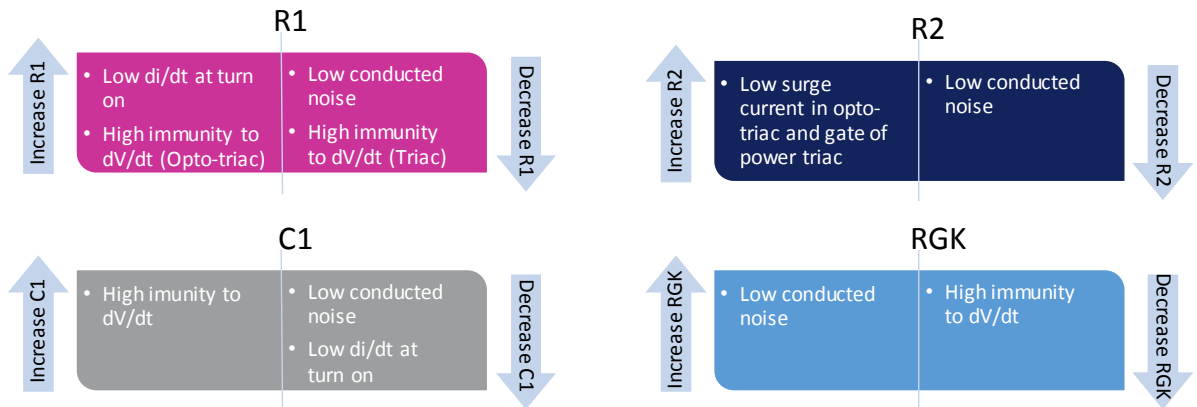 R1
Increase R1
• Low di/dt at turn
on
• High immunity to
dV/dt (Opto-triac)
• Low conducted
noise
• High immunity
to dV/dt (Triac)
Decrease R1
R2
Increase R2
• Low surge
current in opto-
triac and gate of
power triac
• Low conducted
noise
Decrease R2
C1
Increase C1
• High imunity to
dV/dt
• Low conducted
noise
• Low di/dt at
turn on
Decrease C1
RGK
Increase RGK
• Low conducted
noise
• High immunity
to dV/dt
Decrease RGK